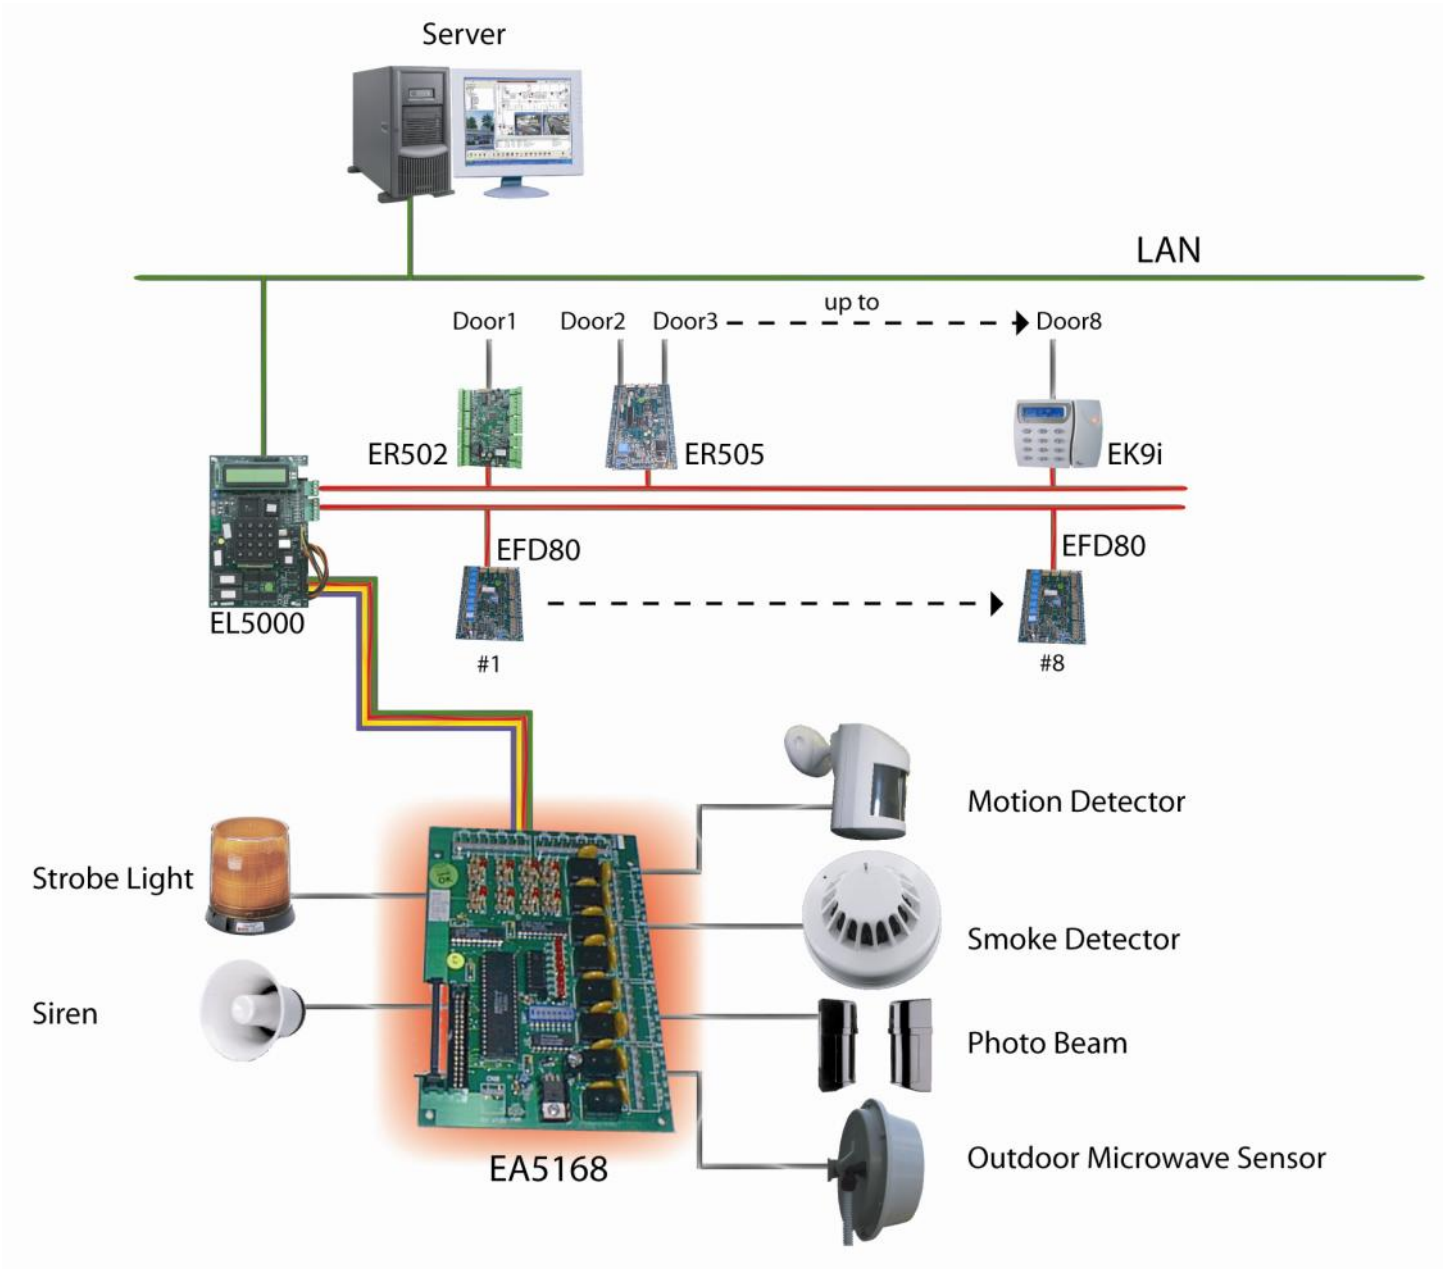 Server
LAN
up to
Door1
Door2
Door3
Door8
ER502
ER505
EK9i
EFD80
EFD80
EL5000
#1
#8
Motion Detector
Strobe Light
Smoke Detector
Siren
Photo Beam
EA5168
Outdoor Microwave Sensor